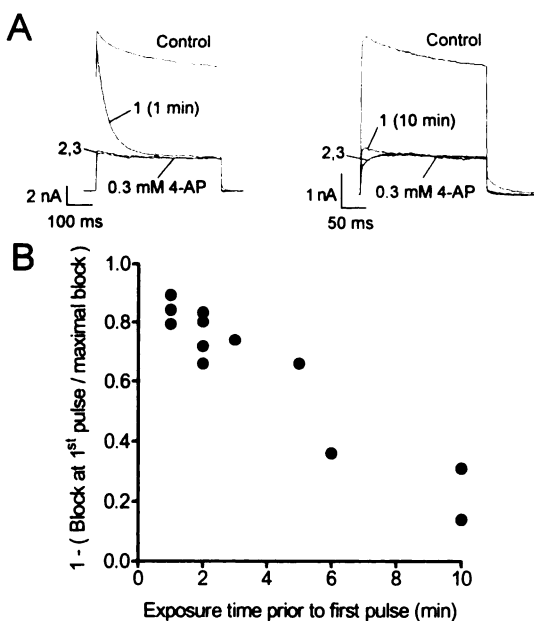 A
Control
1 (1 min)
2,3
0.3 mM 4-AP
2 nA
100 ms
Control
1 (10 min)
2,3
0.3 mM 4-AP
1 nA
50 ms
B
1 - ( Block at 1st pulse / maximal block )
1.0
0.8
0.6
0.4
0.2
0.0
0 2 4 6 8 10
Exposure time prior to first pulse (min)